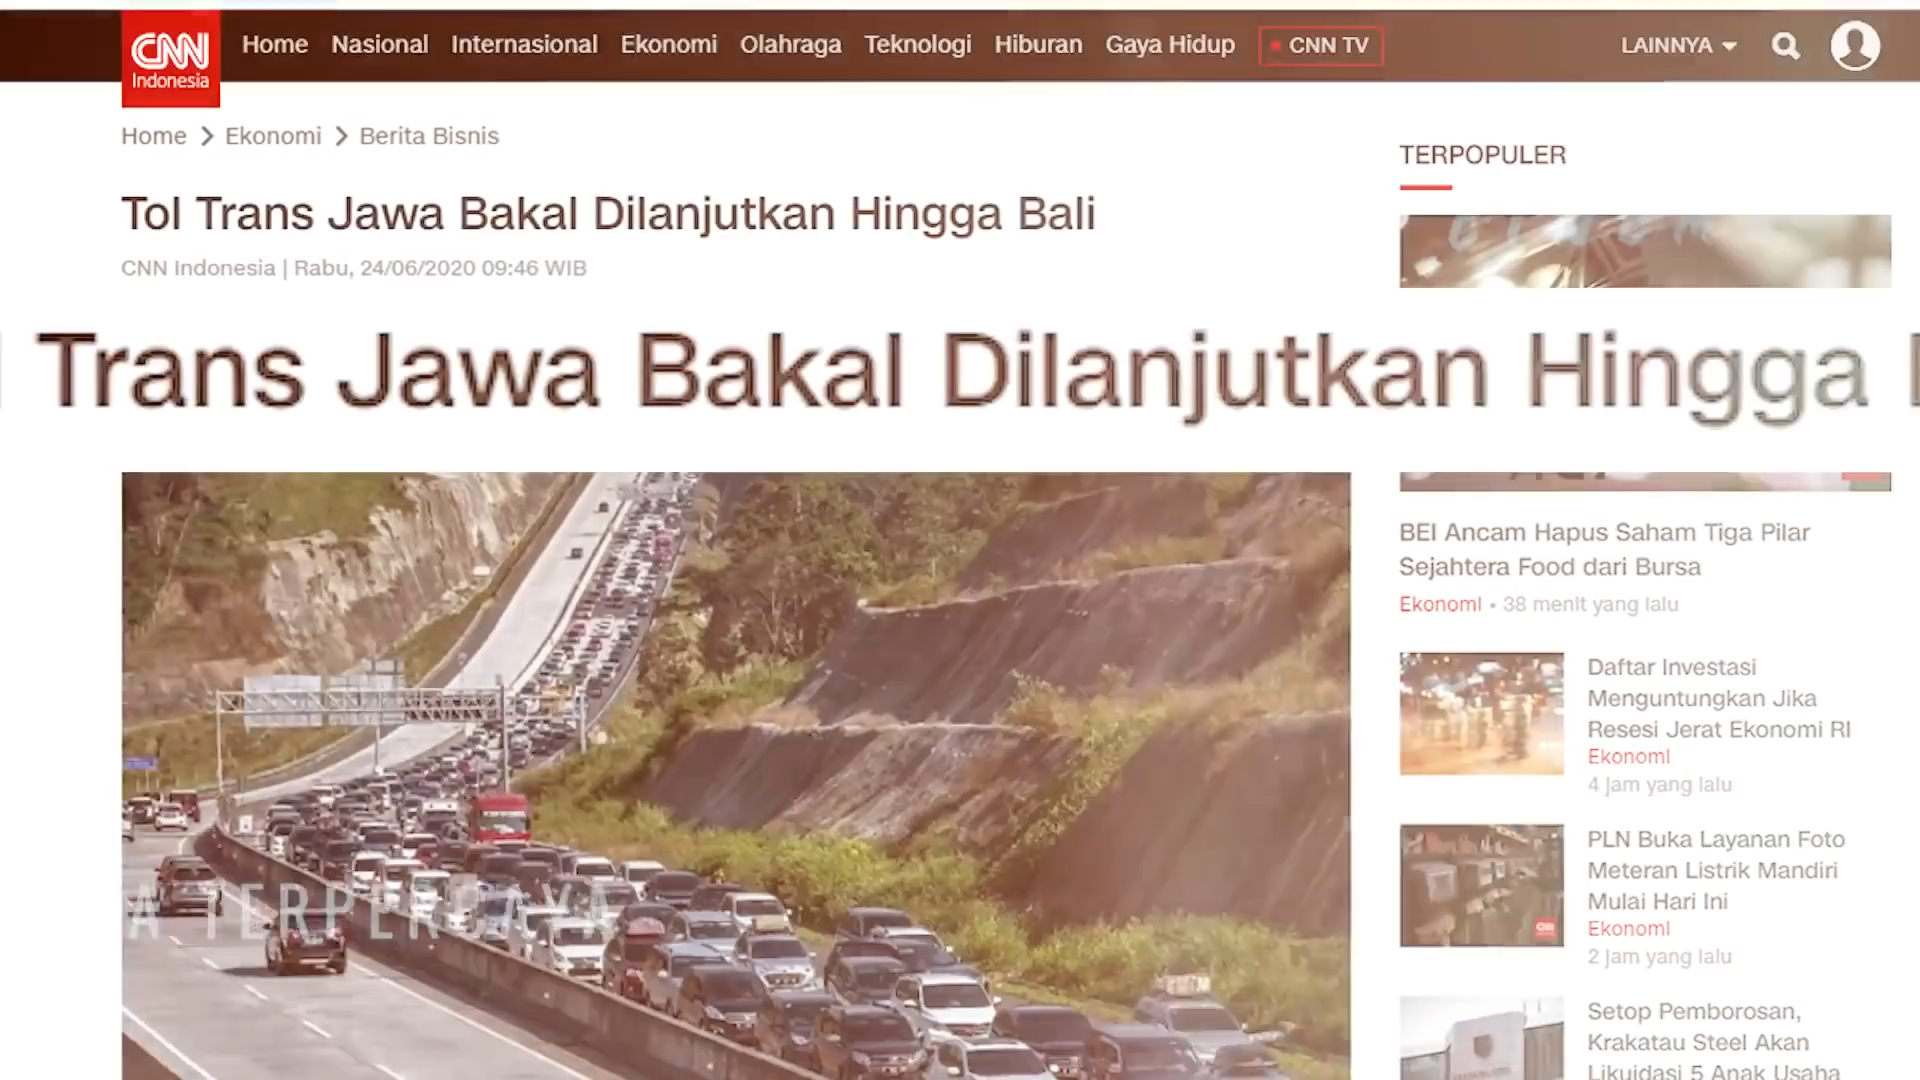 CNN
Indonesia
Home Nasional Internasional Ekonomi Olahraga Teknologi Hiburan Gaya Hidup CNN TV LAINNYA
Home > Ekonomi > Berita Bisnis
Tol Trans Jawa Bakal Dilanjutkan Hingga Bali
CNN Indonesia | Rabu, 24/06/2020 09:46 WIB
Trans Jawa Bakal Dilanjutkan Hingga
A TERPERCAYA
TERPOPULER
BEI Ancam Hapus Saham Tiga Pilar
Sejahtera Food dari Bursa
Ekonomi • 38 menit yang lalu
Daftar Investasi
Menguntungkan Jika
Resesi Jerat Ekonomi RI
Ekonomi
4 jam yang lalu
PLN Buka Layanan Foto
Meteran Listrik Mandiri
Mulai Hari Ini
Ekonomi
2 jam yang lalu
Setop Pemborosan,
Krakatau Steel Akan
Likuidasi 5 Anak Usaha